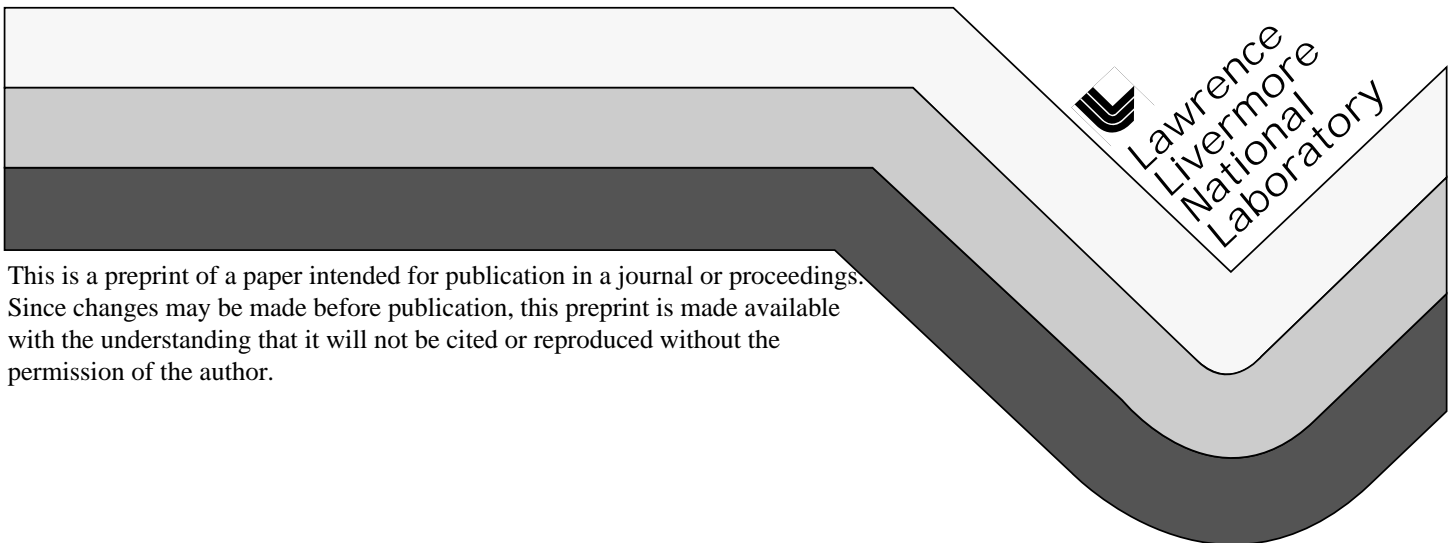 Lawrence
Livermore
National
Laboratory
This is a preprint of a paper intended for publication in a journal or proceedings.
Since changes may be made before publication, this preprint is made available
with the understanding that it will not be cited or reproduced without the
permission of the author.